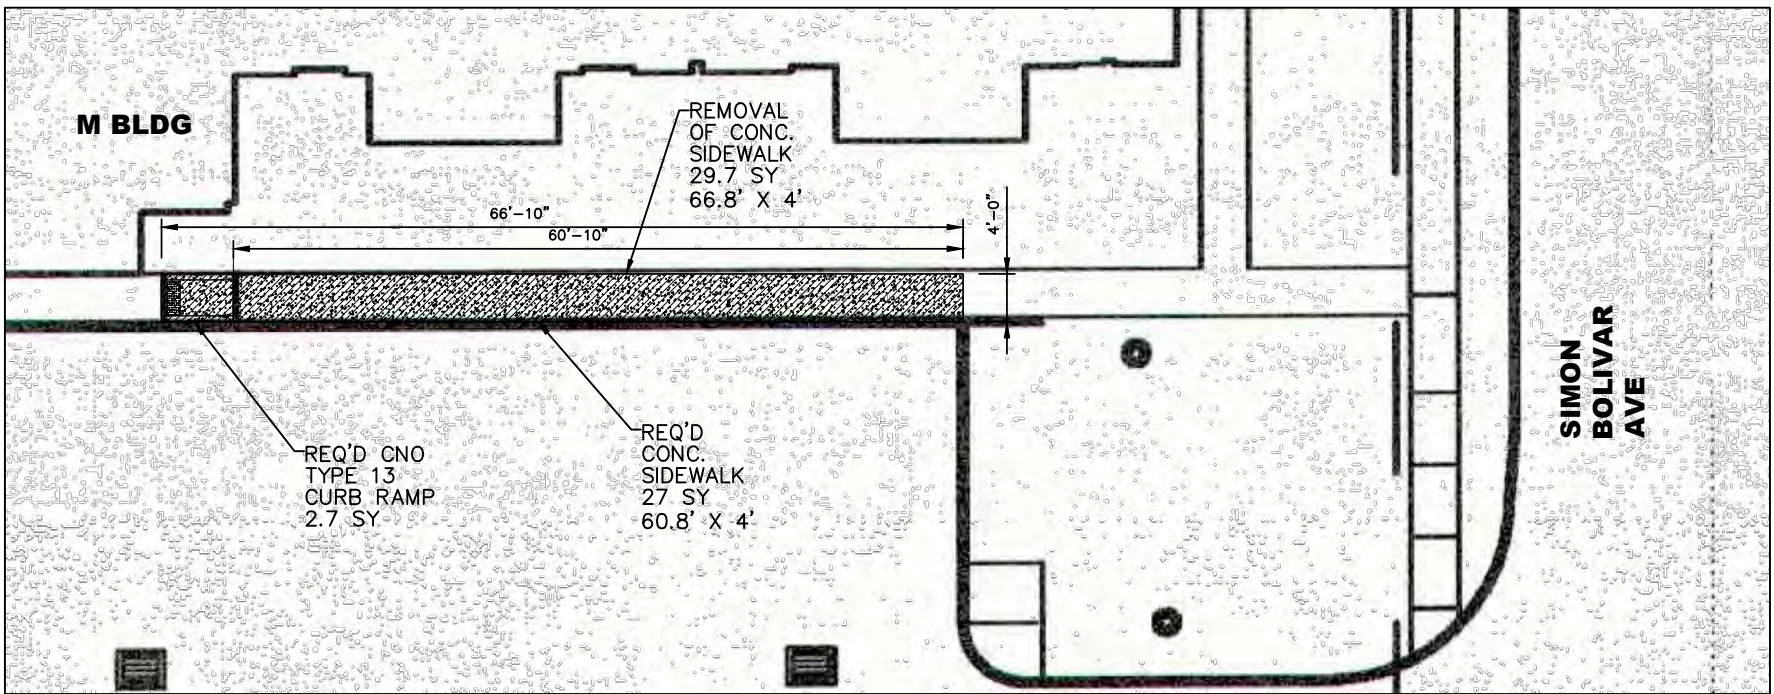 M BLDG
REMOVAL
OF CONC.
SIDEWALK
29.7 SY
66.8' X 4'
66'-10"
60'-10"
4'-0"
REQ'D CNO
TYPE 13
CURB RAMP
2.7 SY
REQ'D
CONC.
SIDEWALK
27 SY
60.8' X 4'
SIMON
BOLIVAR
AVE